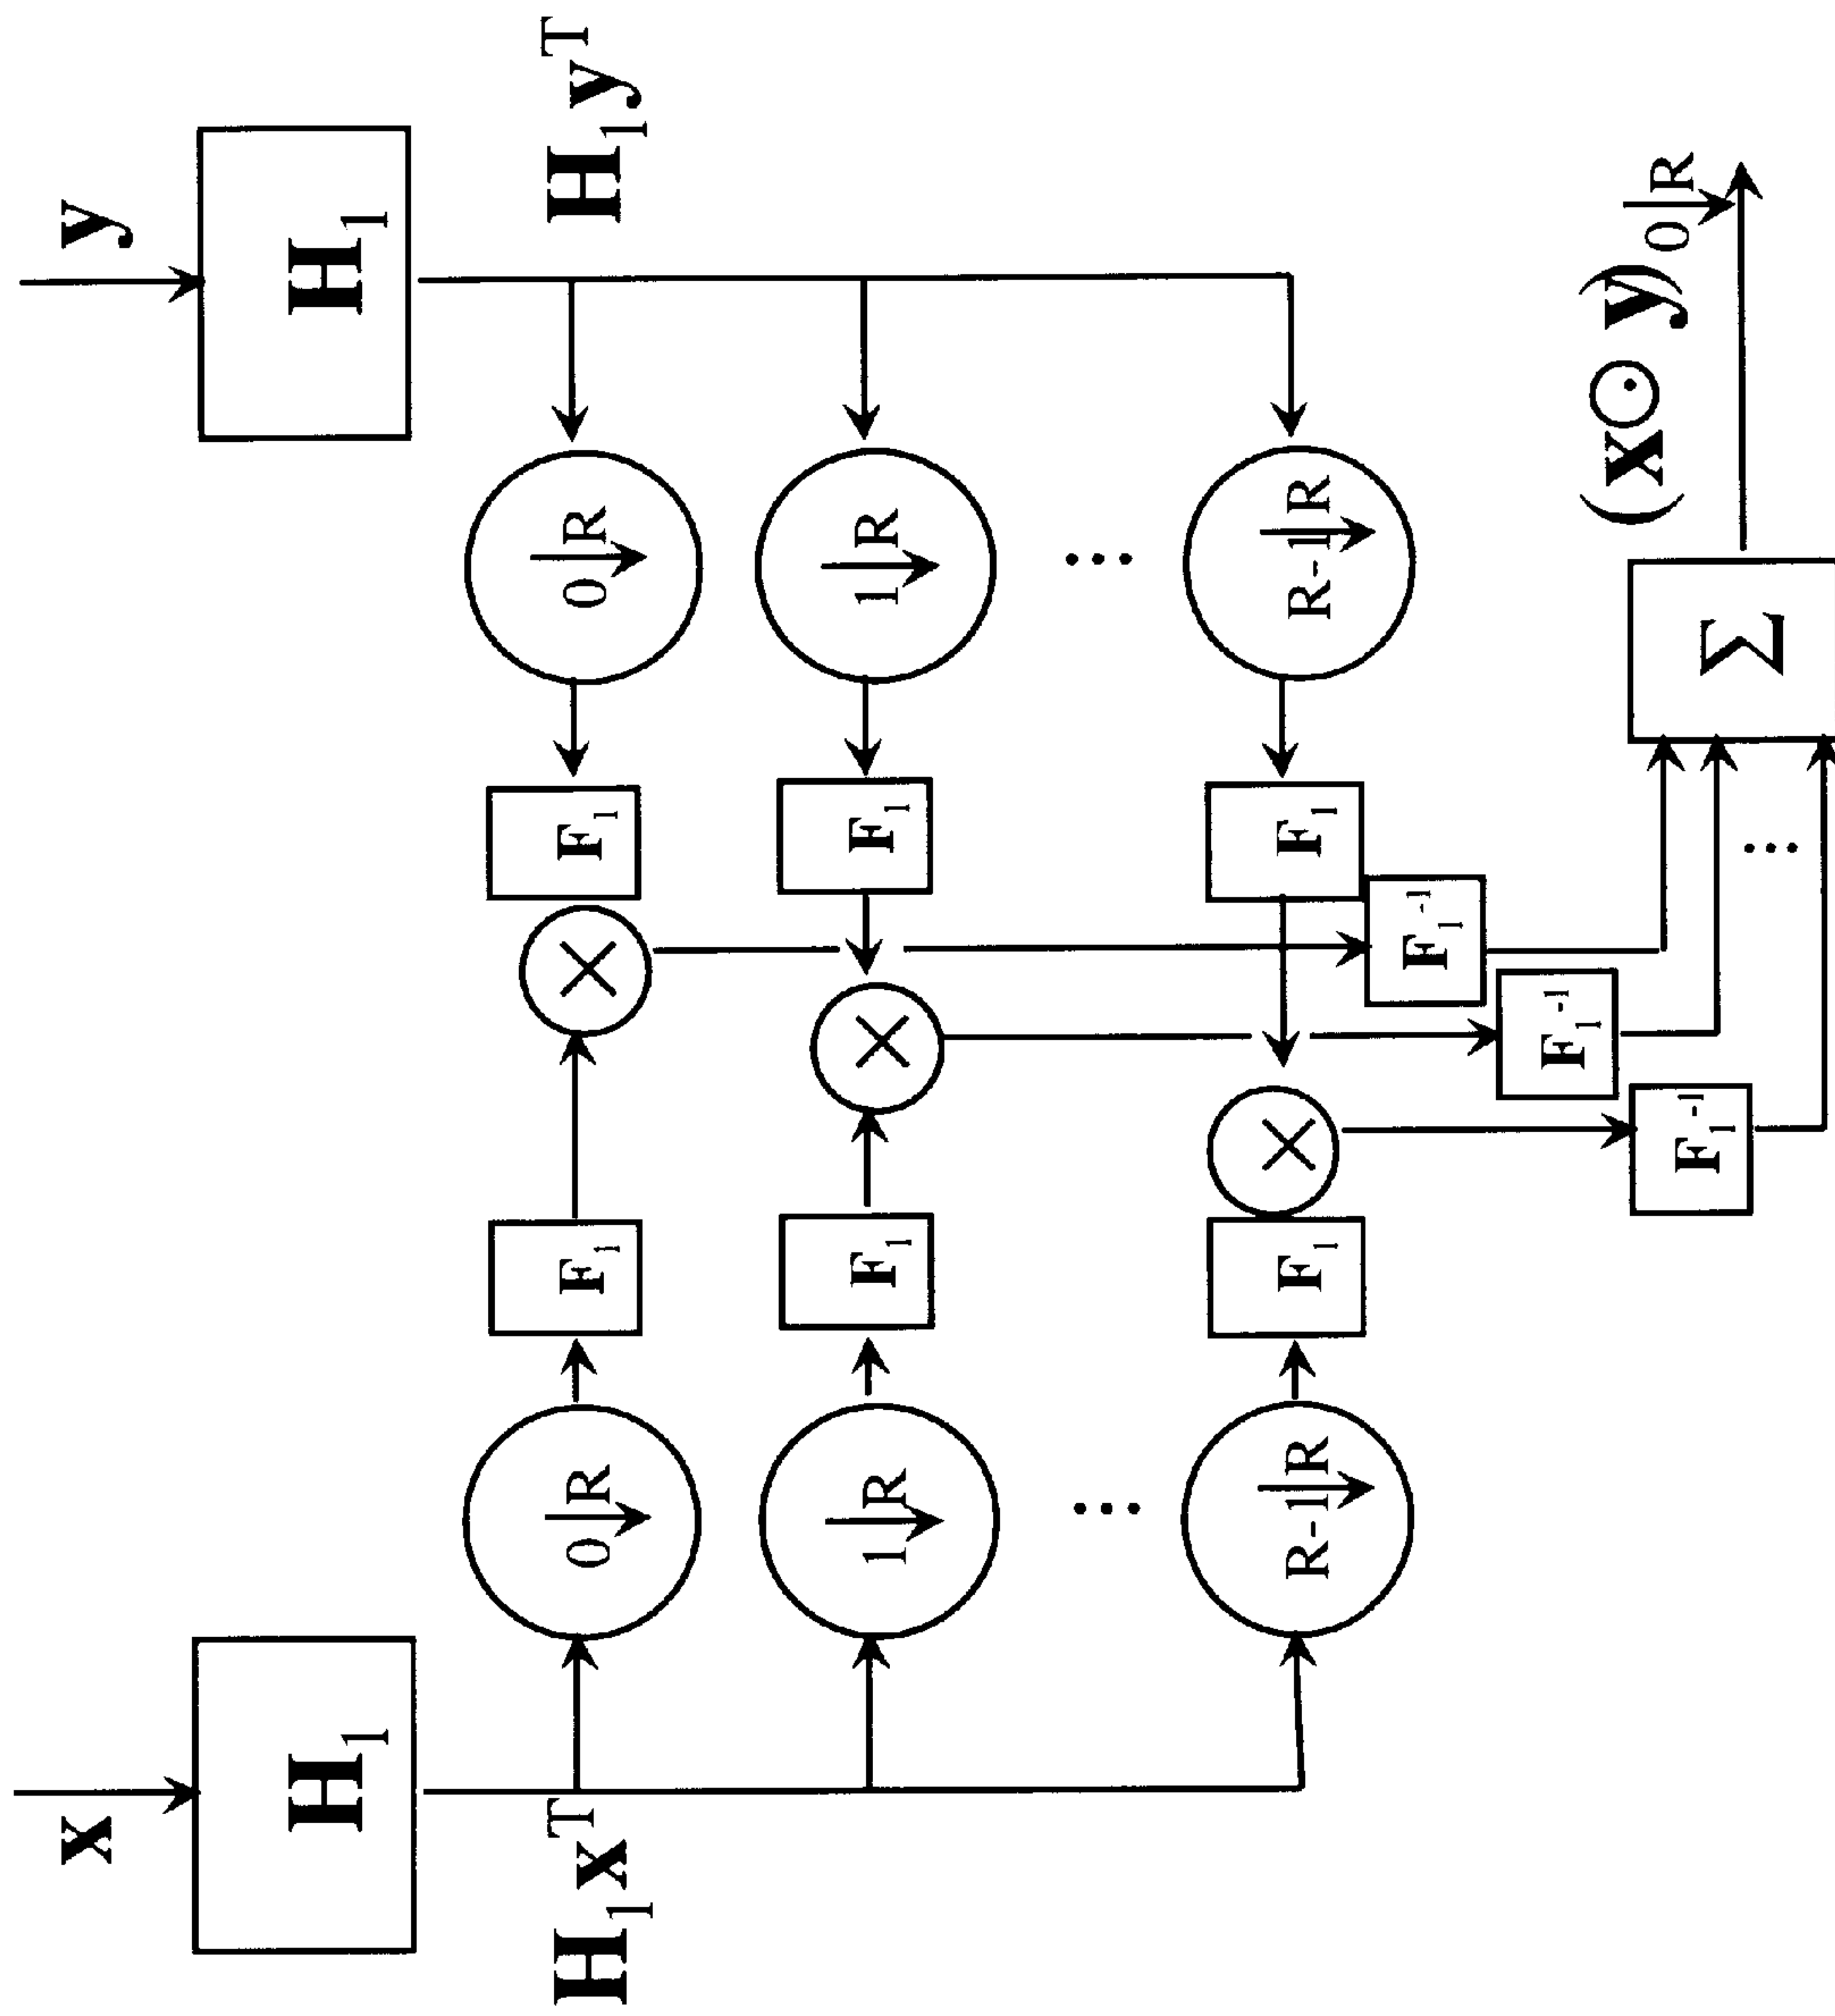 x y
H₁ H₁
H₁xᵀ H₁yᵀ
0↓R F₁ × F₁ 0↓R
1↓R F₁ × F₁ 1↓R
... ...
R-1↓R F₁ × F₁ R-1↓R
F₁⁻¹
F₁⁻¹
F₁⁻¹
(x⊙y)0↓R
... Σ